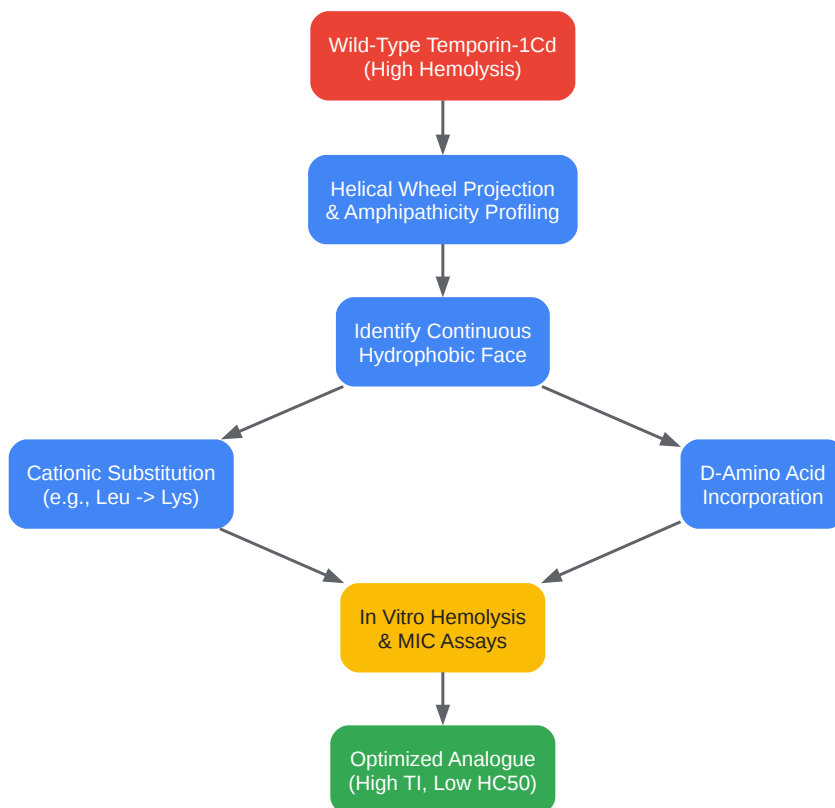 Wild-Type Temporin-1Cd
(High Hemolysis)
Helical Wheel Projection
& Amphipathicity Profiling
Identify Continuous
Hydrophobic Face
Cationic Substitution
(e.g., Leu -> Lys)
D-Amino Acid
Incorporation
In Vitro Hemolysis
& MIC Assays
Optimized Analogue
(High TI, Low HC50)